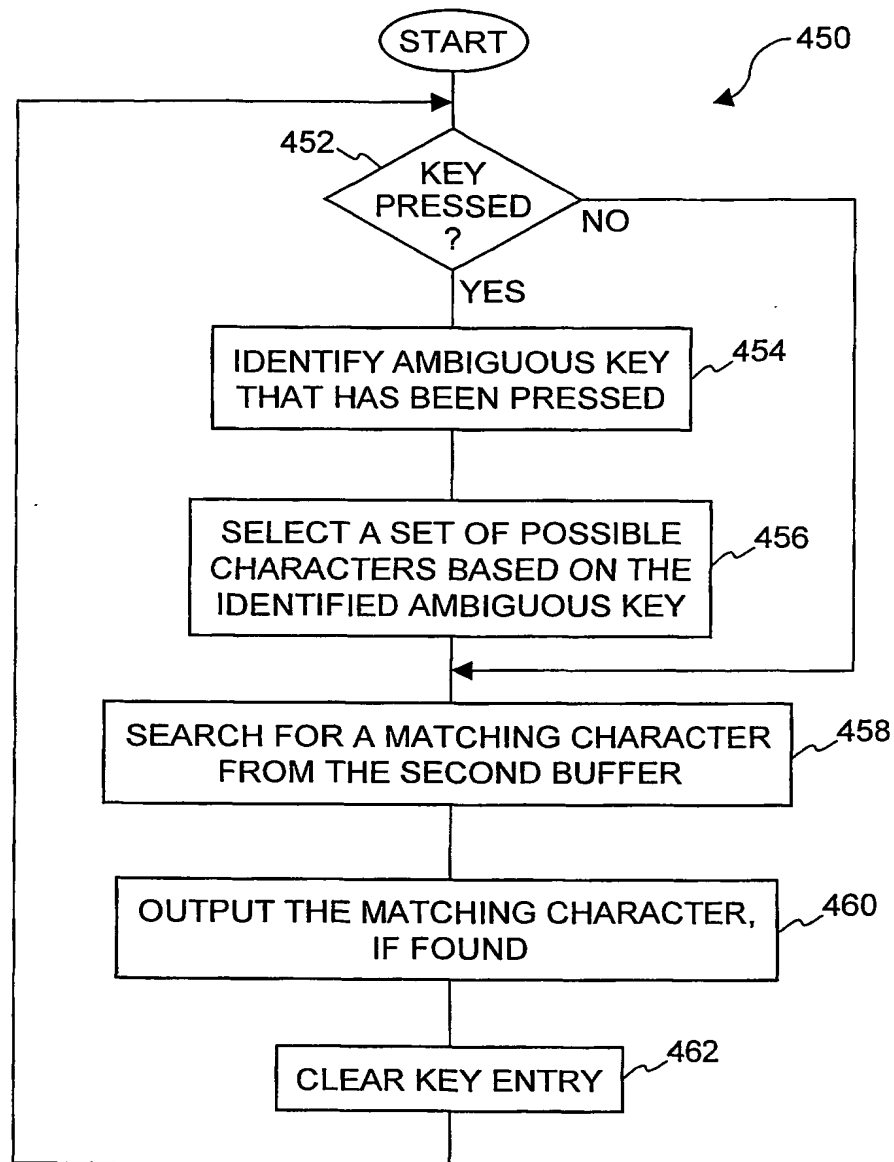 START
450
452
KEY
PRESSED
?
NO
YES
IDENTIFY AMBIGUOUS KEY
THAT HAS BEEN PRESSED
454
SELECT A SET OF POSSIBLE
CHARACTERS BASED ON THE
IDENTIFIED AMBIGUOUS KEY
456
SEARCH FOR A MATCHING CHARACTER
FROM THE SECOND BUFFER
458
OUTPUT THE MATCHING CHARACTER,
IF FOUND
460
CLEAR KEY ENTRY
462